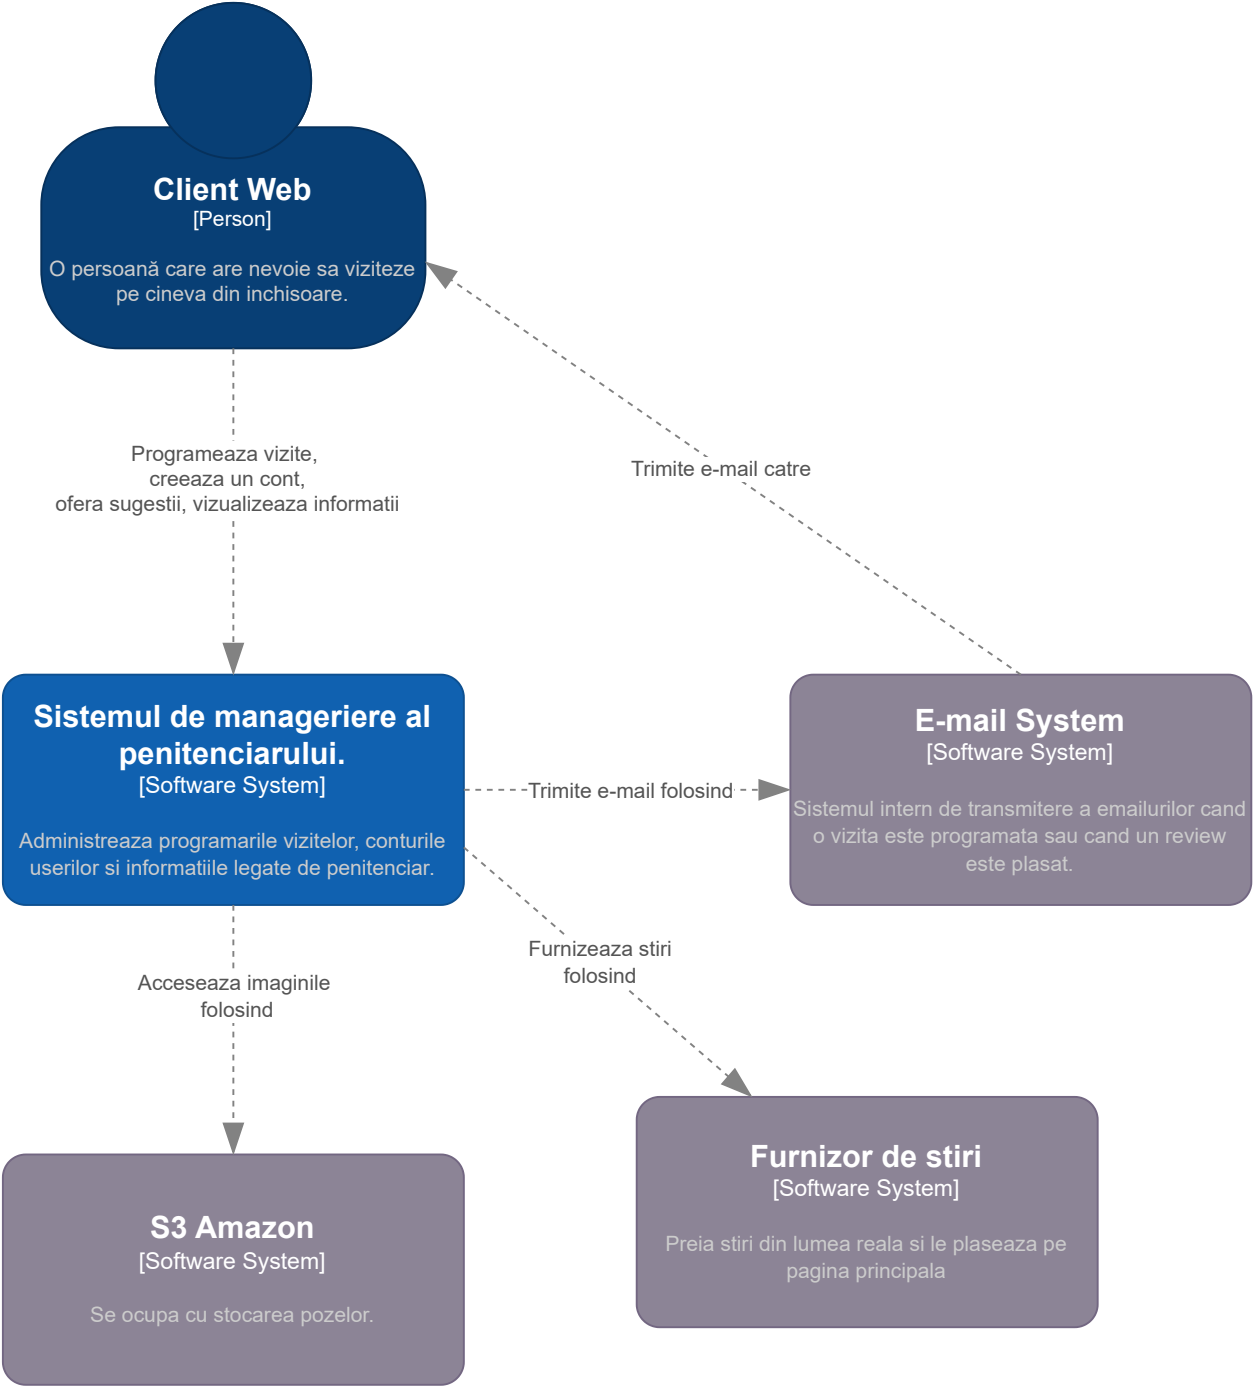 Client Web
[Person]
O persoană care are nevoie sa viziteze
pe cineva din inchisoare.
Programeaza vizite,
creeaza un cont,
ofera sugestii, vizualizeaza informatii
Trimite e-mail catre
Sistemul de manageriere al
penitenciarului.
[Software System]
Administreaza programarile vizitelor, conturile
userilor si informatiile legate de penitenciar.
Trimite e-mail folosind
E-mail System
[Software System]
Sistemul intern de transmitere a emailurilor cand
o vizita este programata sau cand un review
este plasat.
Furnizeaza stiri
folosind
Acceseaza imaginile
folosind
Furnizor de stiri
[Software System]
Preia stiri din lumea reala si le plaseaza pe
pagina principala
S3 Amazon
[Software System]
Se ocupa cu stocarea pozelor.